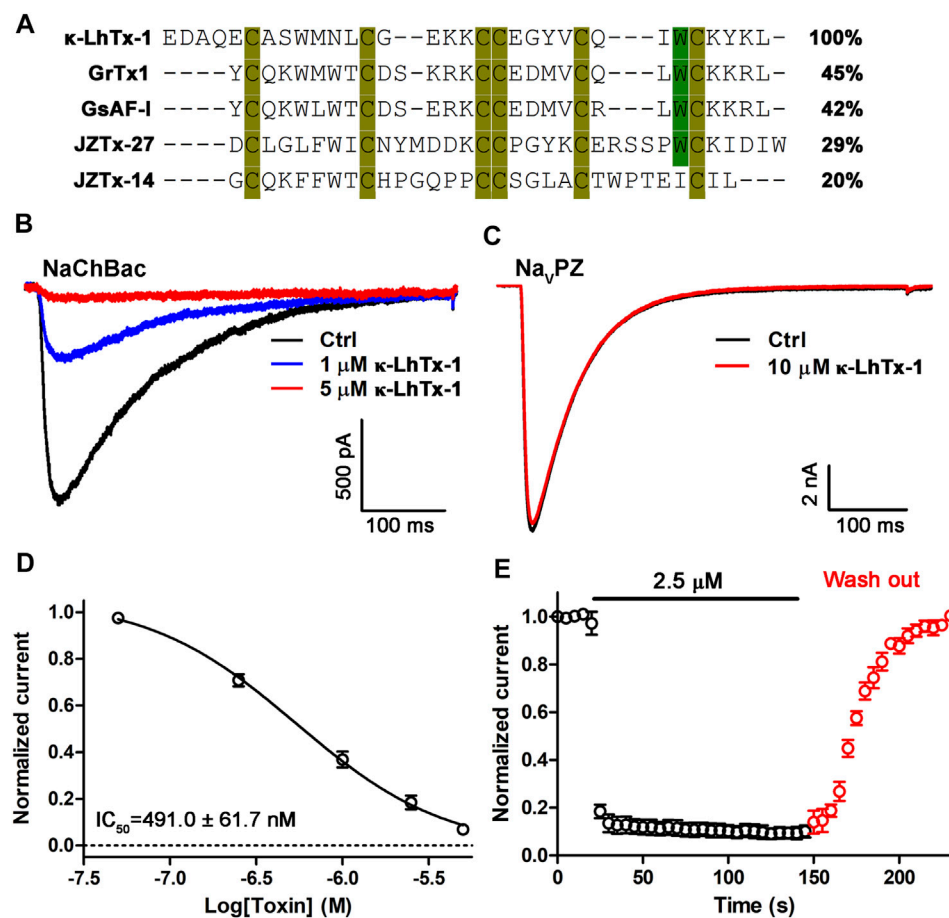 A
κ-LhTx-1 EDAQECASWMNLCG--EKKCCEGYVCQ---IWCKYKL- 100%
GrTx1 ----YCQKWMWTCDS-KRKCCEDMVCQ---LWCKKRL- 45%
GsAF-I ----YCQKWLWTCDS-ERKCCEDMVCR---LWCKKRL- 42%
JZTx-27 ----DCLGLFWICNYMDDKCCPGYKCERSSPWCKIDIW 29%
JZTx-14 ----GCQKFFWTCHPGQPPCCSGLACTWPTEICIL--- 20%
B
NaChBac
Ctrl
1 μM κ-LhTx-1
5 μM κ-LhTx-1
500 pA
100 ms
C
NaVPZ
Ctrl
10 μM κ-LhTx-1
2 nA
100 ms
D
Normalized current
1.0
0.8
0.6
0.4
0.2
0.0
IC50=491.0 ± 61.7 nM
-7.5 -7.0 -6.5 -6.0 -5.5
Log[Toxin] (M)
E
2.5 μM
Wash out
Normalized current
1.0
0.8
0.6
0.4
0.2
0.0
0 50 100 150 200
Time (s)